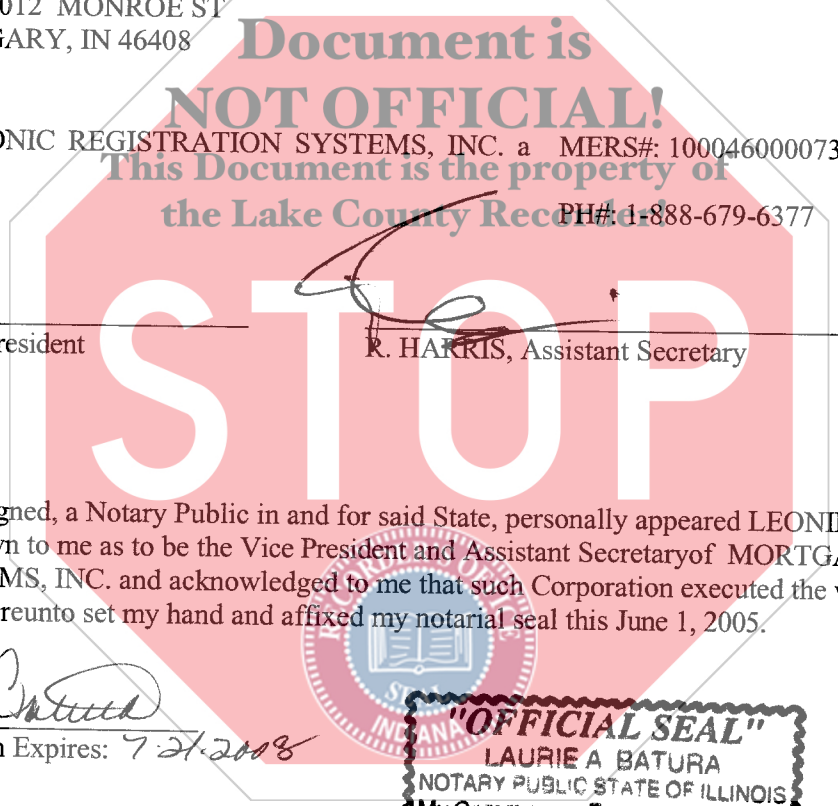 012 MONROE ST
GARY, IN 46408
Document is
NOT OFFICIAL!
ONIC REGISTRATION SYSTEMS, INC. a MERS#: 100046000073
This Document is the property of
the Lake County Recorder!
PH#: 1-888-679-6377
STOP
resident
R. HARRIS, Assistant Secretary
gned, a Notary Public in and for said State, personally appeared LEONI
n to me as to be the Vice President and Assistant Secretaryof MORTGA
MS, INC. and acknowledged to me that such Corporation executed the
reunto set my hand and affixed my notarial seal this June 1, 2005.
RECORDER'S OFFICE
SEAL
INDIANA
n Expires: 7-21-2008
"OFFICIAL SEAL"
LAURIE A BATURA
NOTARY PUBLIC STATE OF ILLINOIS